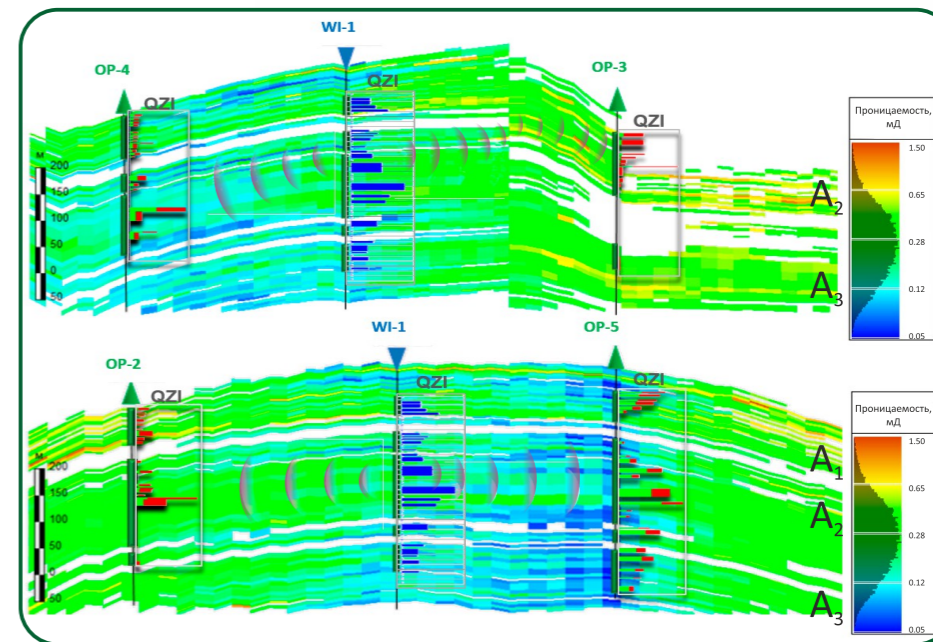 WI-1
OP-4
OP-3
QZI
QZI
QZI
м
200
150
100
50
0
50
Проницаемость,
мД
1.50
0.65
0.28
0.12
0.05
A2
A3
WI-1
OP-5
OP-2
QZI
QZI
QZI
м
200
150
100
50
0
50
Проницаемость,
мД
1.50
0.65
0.28
0.12
0.05
A1
A2
A3